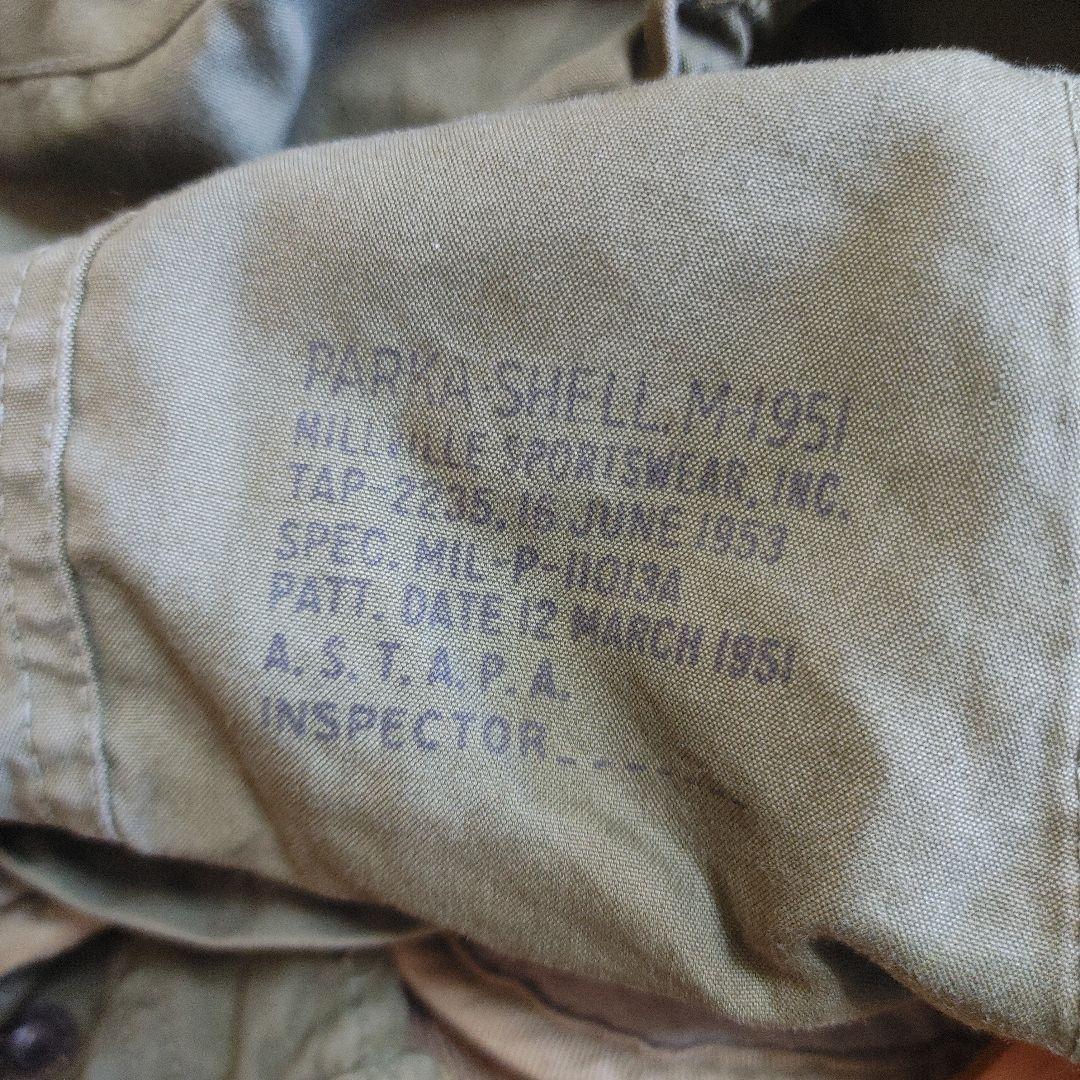 PARKA-SHELL, M-1951
MILLVILLE SPORTSWEAR, INC.
TAP-2235, 16 JUNE 1953
SPEC. MIL-P-11013A
PATT. DATE 12 MARCH 1951
A. S. T. A. P. A.
INSPECTOR_ _ _ _ _ _